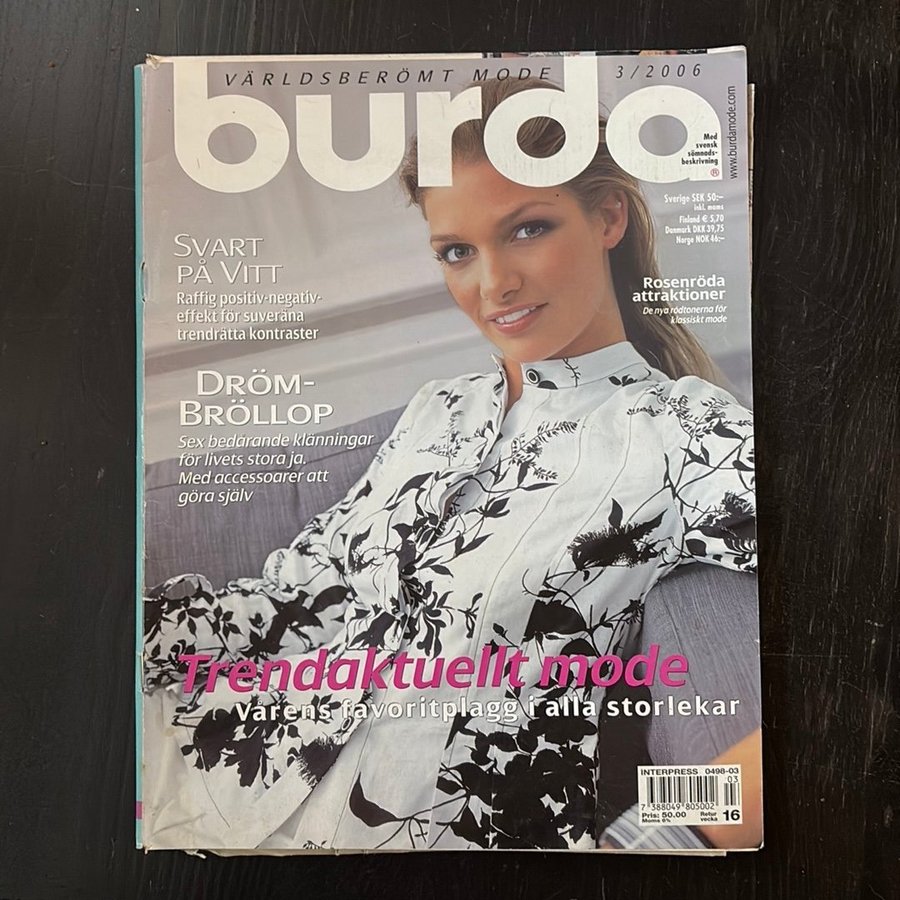 VÄRLDSBERÖMT MODE
3/2006
burda
Med
svensk
sömnads-
beskrivning
®
www.burdamode.com
Sverige SEK 50:–
inkl. moms
Finland € 5,70
Danmark DKK 39,75
Norge NOK 46:–
SVART
PÅ VITT
Raffig positiv-negativ-
effekt för suveräna
trendrätta kontraster
Rosenröda
attraktioner
De nya rödtonerna för
klassiskt mode
DRÖM-
BRÖLLOP
Sex bedårande klänningar
för livets stora ja.
Med accessoarer att
göra själv
Trendaktuellt mode
Vårens favoritplagg i alla storlekar
INTERPRESS 0498-03
03
7 388049 805002
Pris: 50.00
Moms 6%
Retur
vecka 16